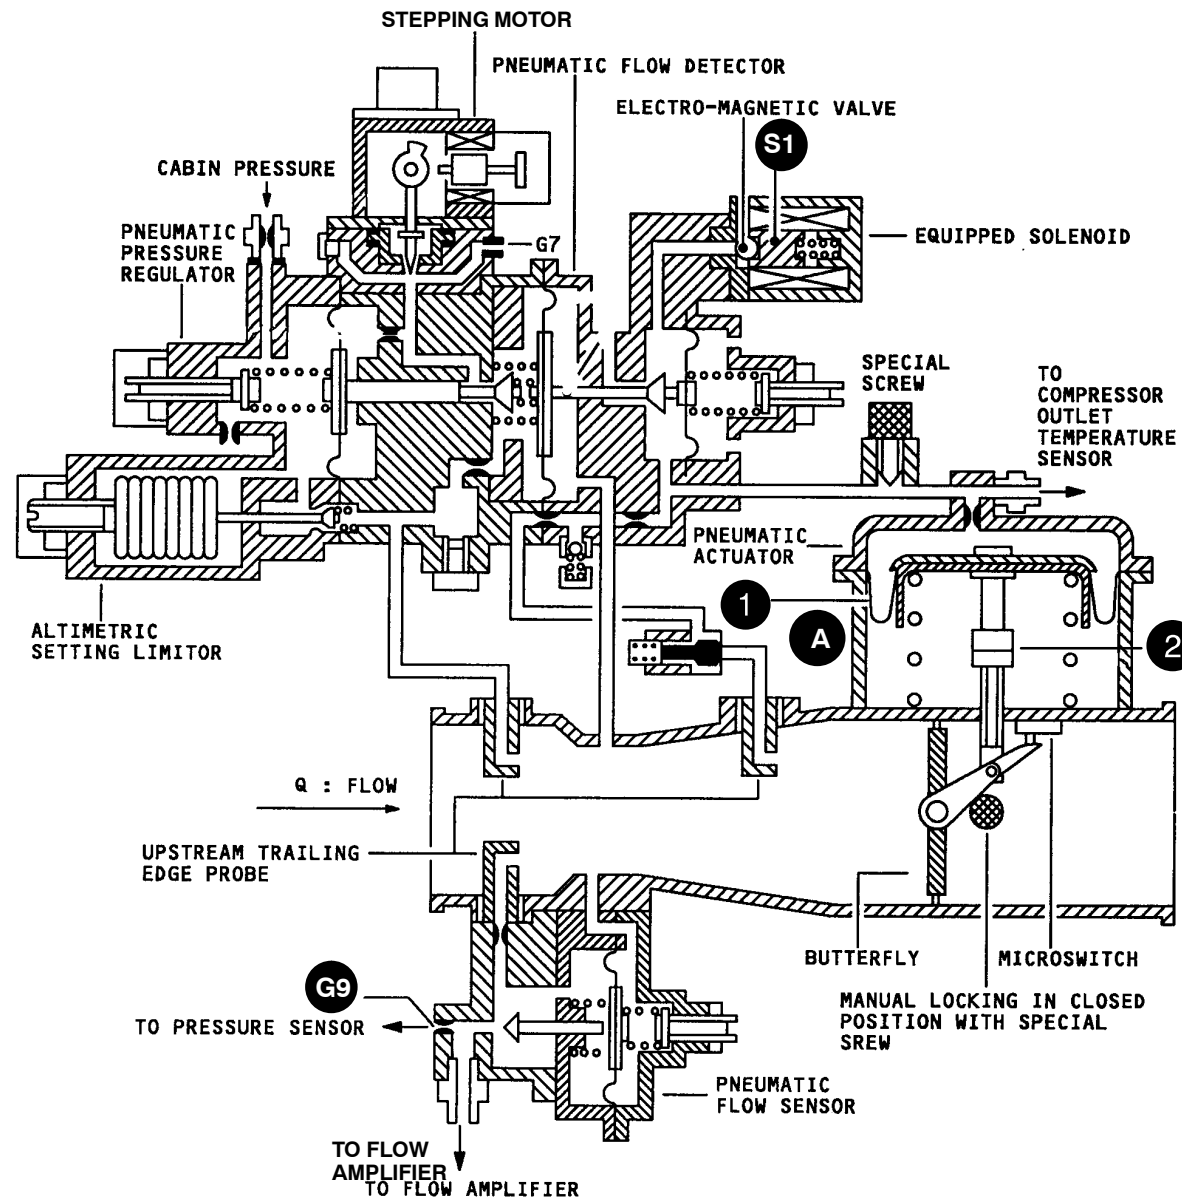 STEPPING MOTOR
PNEUMATIC FLOW DETECTOR
ELECTRO-MAGNETIC VALVE
S1
CABIN PRESSURE
PNEUMATIC
PRESSURE
REGULATOR
G7
EQUIPPED SOLENOID
SPECIAL
SCREW
TO
COMPRESSOR
OUTLET
TEMPERATURE
SENSOR
PNEUMATIC
ACTUATOR
1
A
2
ALTIMETRIC
SETTING LIMITOR
Q : FLOW
UPSTREAM TRAILING
EDGE PROBE
BUTTERFLY
MICROSWITCH
MANUAL LOCKING IN CLOSED
POSITION WITH SPECIAL
SREW
G9
TO PRESSURE SENSOR
PNEUMATIC
FLOW SENSOR
TO FLOW
AMPLIFIER
TO FLOW AMPLIFIER